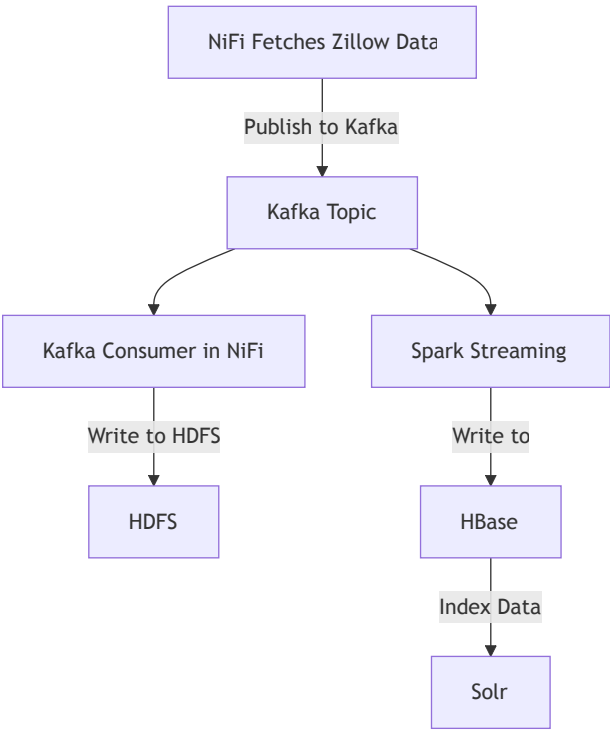 NiFi Fetches Zillow Data
Publish to Kafka
Kafka Topic
Kafka Consumer in NiFi
Spark Streaming
Write to HDFS
Write to
HDFS
HBase
Index Data
Solr